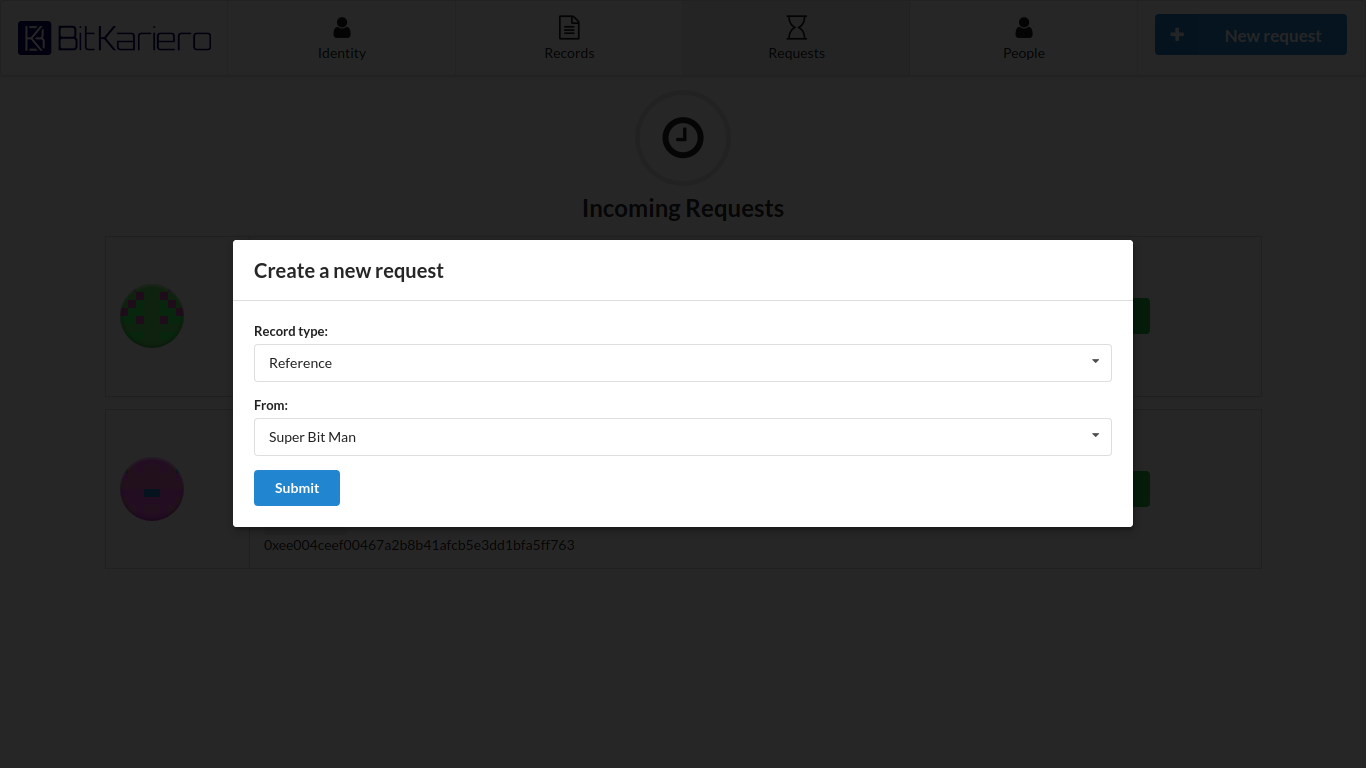 BitKariero
Identity
Records
Requests
People
New request
Incoming Requests
Create a new request
Record type:
Reference
From:
Super Bit Man
Submit
0xee004ceef00467a2b8b41afcb5e3dd1bfa5ff763